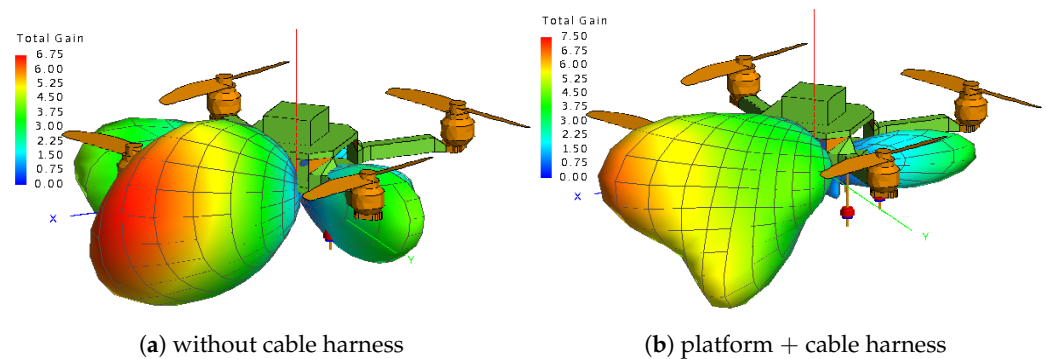 Total Gain
6.75
6.00
5.25
4.50
3.75
3.00
2.25
1.50
0.75
0.00
X
Y
(a) without cable harness
Total Gain
7.50
6.75
6.00
5.25
4.50
3.75
3.00
2.25
1.50
0.75
0.00
X
Y
(b) platform + cable harness